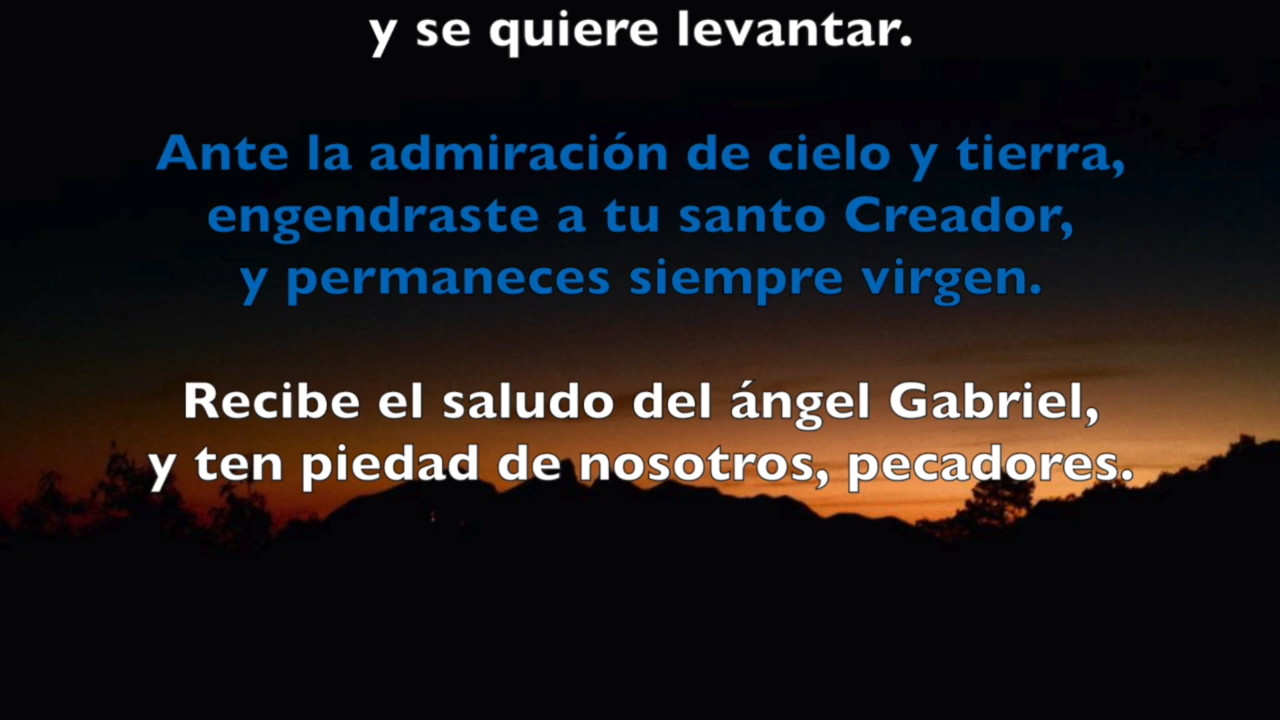 y se quiere levantar.
Ante la admiración de cielo y tierra,
engendraste a tu santo Creador,
y permaneces siempre virgen.
Recibe el saludo del ángel Gabriel,
y ten piedad de nosotros, pecadores.